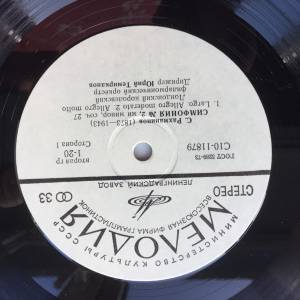 МИНИСТЕРСТВО КУЛЬТУРЫ СССР
МЕЛОДИЯ
ВСЕСОЮЗНАЯ ФИРМА ГРАМПЛАСТИНОК
СТЕРЕО
33
ЛЕНИНГРАДСКИЙ ЗАВОД
ГОСТ 5289-73
С10-11879
вторая гр.
1-20
Сторона 1
С. Рахманинов (1873—1943)
СИМФОНИЯ № 2, ми минор, соч. 27
1. Largo. Allegro moderato 2. Allegro molto
Лондонский королевский
филармонический оркестр
Дирижер Юрий Темирканов